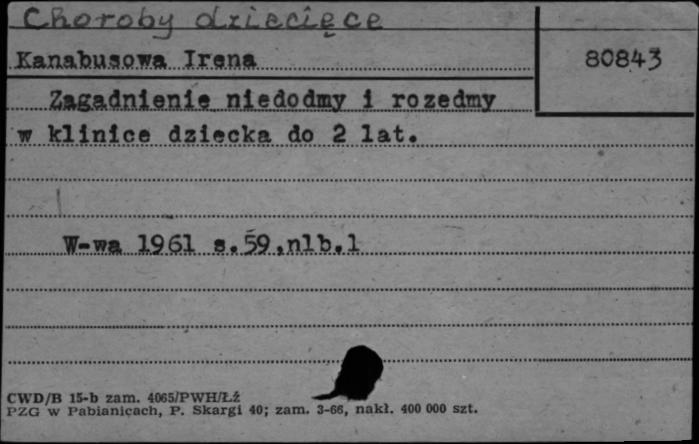 Choroby dziecięce
Kanabusowa Irena
80843
Zagadnienie niedodmy i rozedmy
w klinice dziecka do 2 lat.
W-wa 1961 s.59,nlb.1
CWD/B 15-b zam. 4065/PWH/Łź
PZG w Pabianicach, P. Skargi 40; zam. 3-66, nakł. 400 000 szt.